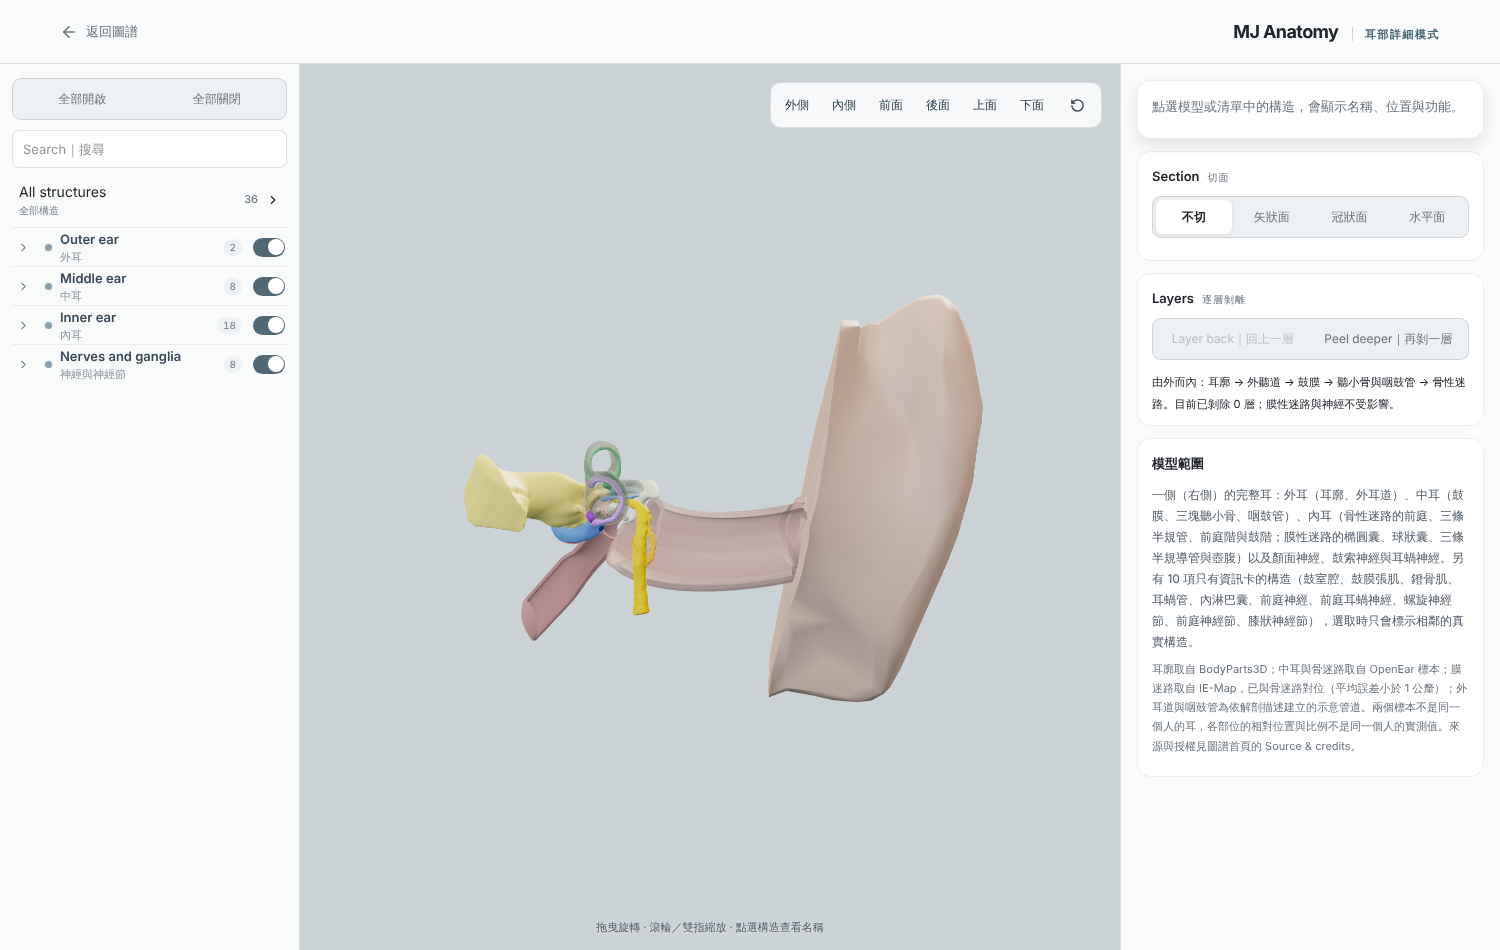 返回圖譜
MJ Anatomy
耳部詳細模式
全部開啟
全部關閉
Search｜搜尋
All structures
全部構造
36
Outer ear
外耳
2
Middle ear
中耳
8
Inner ear
內耳
18
Nerves and ganglia
神經與神經節
8
外側 內側 前面 後面 上面 下面
拖曳旋轉 · 滾輪／雙指縮放 · 點選構造查看名稱
點選模型或清單中的構造，會顯示名稱、位置與功能。
Section 切面
不切 矢狀面 冠狀面 水平面
Layers 逐層剝離
Layer back｜回上一層 Peel deeper｜再剝一層
由外而內：耳廓 → 外聽道 → 鼓膜 → 聽小骨與咽鼓管 → 骨性迷
路。目前已剝除 0 層；膜性迷路與神經不受影響。
模型範圍
一側（右側）的完整耳：外耳（耳廓、外耳道）、中耳（鼓
膜、三塊聽小骨、咽鼓管）、內耳（骨性迷路的前庭、三條
半規管、前庭階與鼓階；膜性迷路的橢圓囊、球狀囊、三條
半規導管與壺腹）以及顏面神經、鼓索神經與耳蝸神經。另
有 10 項只有資訊卡的構造（鼓室腔、鼓膜張肌、鐙骨肌、
耳蝸管、內淋巴囊、前庭神經、前庭耳蝸神經、螺旋神經
節、前庭神經節、膝狀神經節），選取時只會標示相鄰的真
實構造。
耳廓取自 BodyParts3D；中耳與骨迷路取自 OpenEar 標本；膜
迷路取自 IE-Map，已與骨迷路對位（平均誤差小於 1 公釐）；外
耳道與咽鼓管為依解剖描述建立的示意管道。兩個標本不是同一
個人的耳，各部位的相對位置與比例不是同一個人的實測值。來
源與授權見圖譜首頁的 Source & credits。